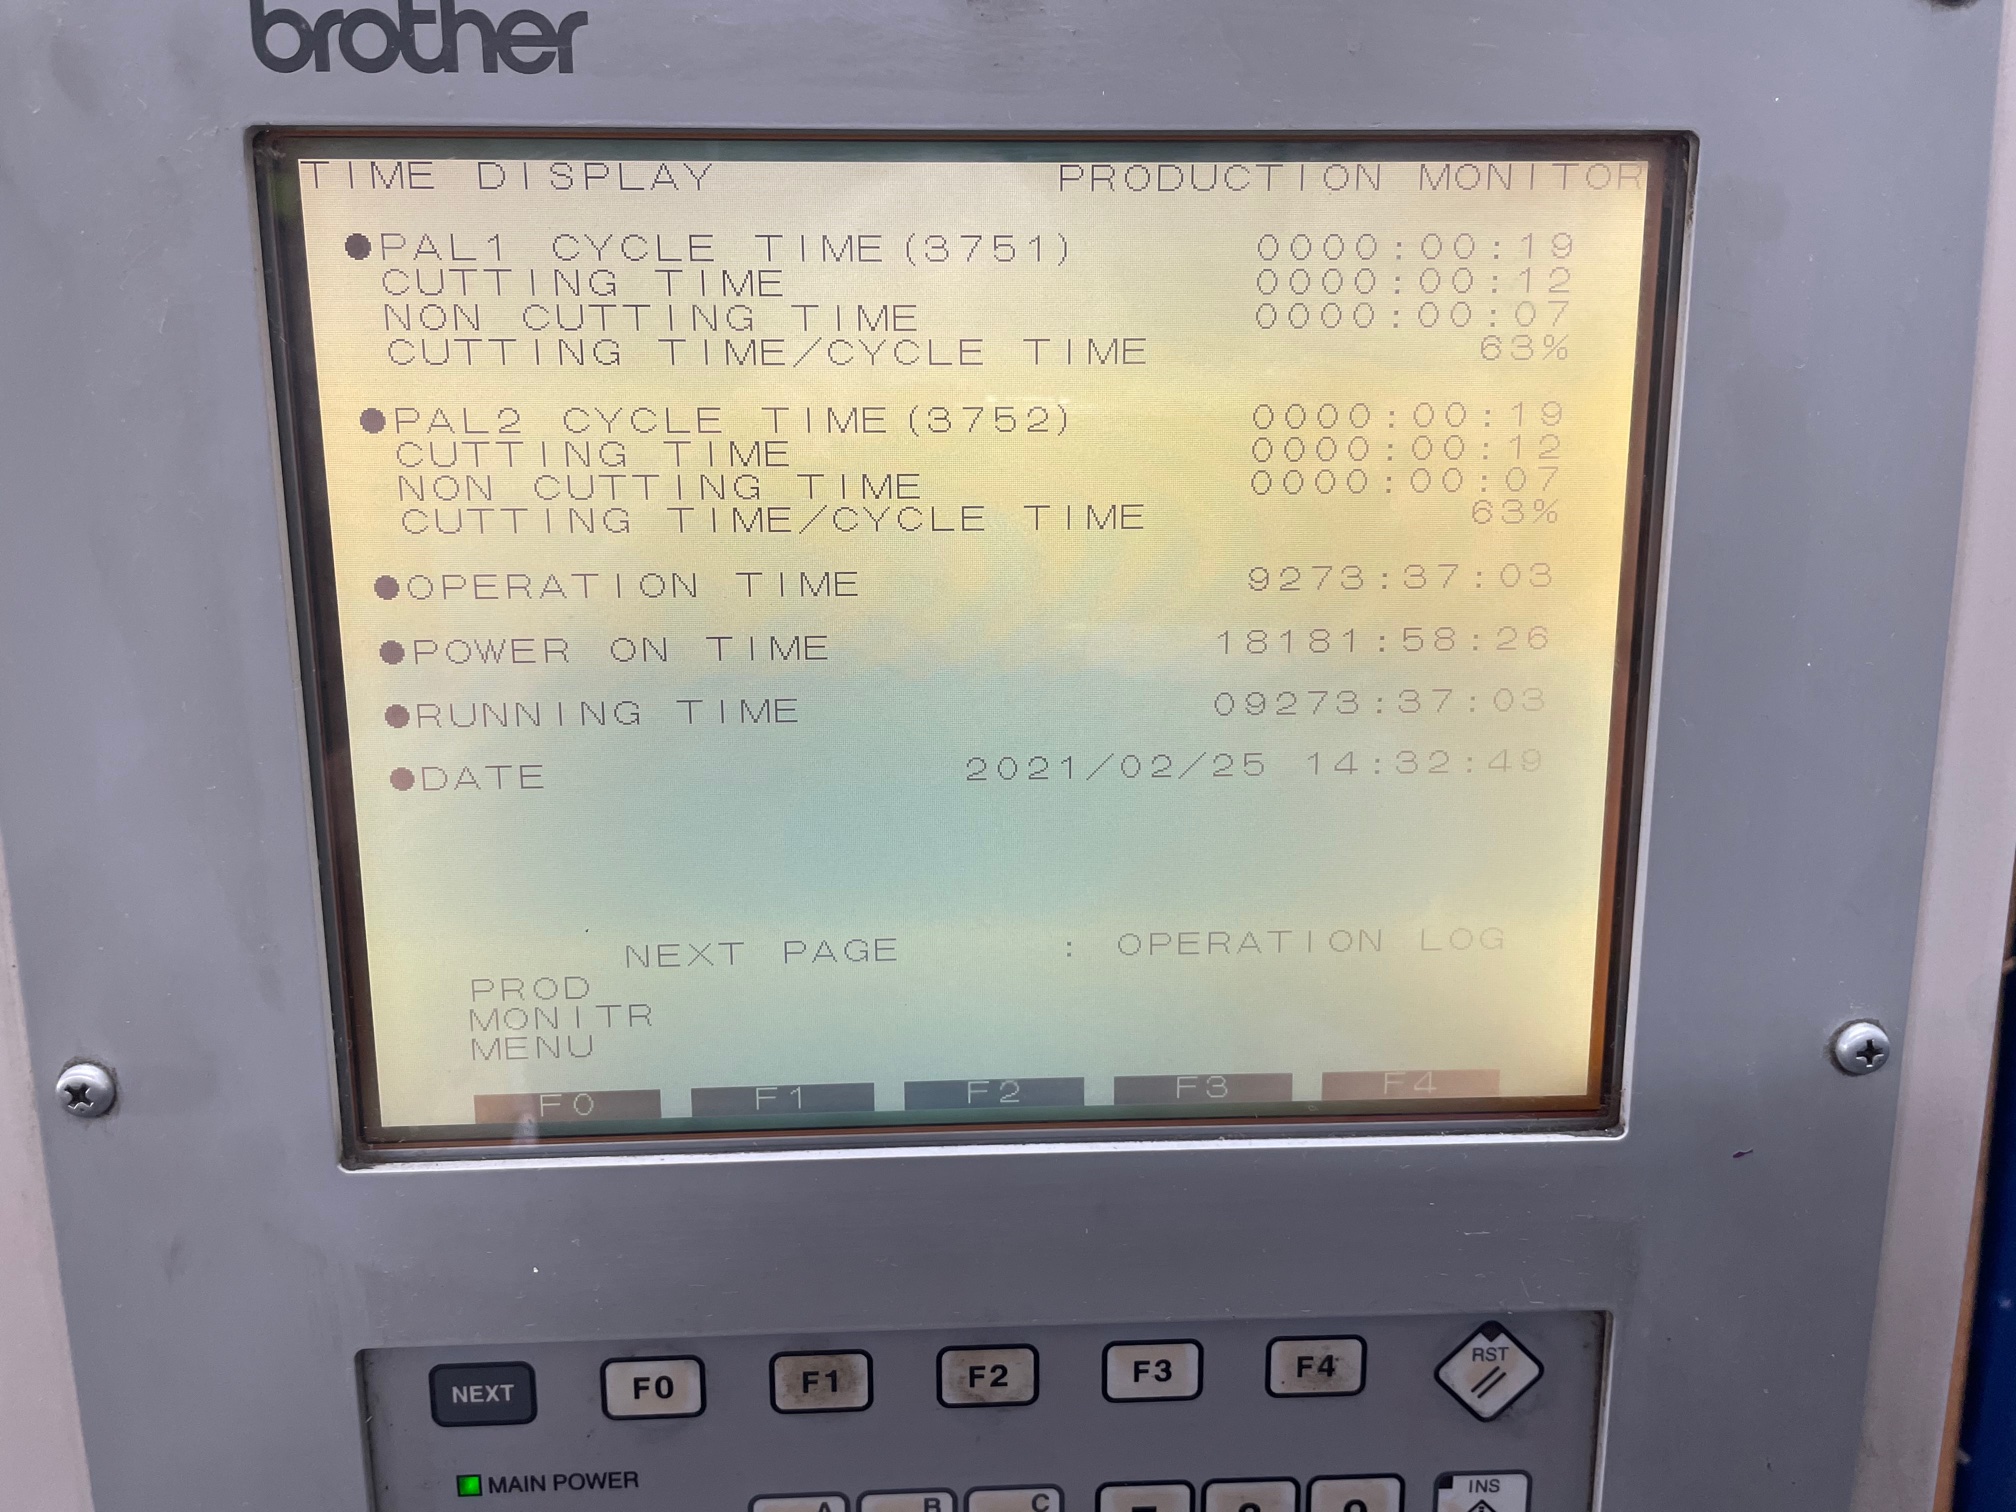 brother
TIME DISPLAY PRODUCTION MONITOR
●PAL1 CYCLE TIME(3751) 0000:00:19
CUTTING TIME 0000:00:12
NON CUTTING TIME 0000:00:07
CUTTING TIME/CYCLE TIME 63%
●PAL2 CYCLE TIME(3752) 0000:00:19
CUTTING TIME 0000:00:12
NON CUTTING TIME 0000:00:07
CUTTING TIME/CYCLE TIME 63%
●OPERATION TIME 9273:37:03
●POWER ON TIME 18181:58:26
●RUNNING TIME 09273:37:03
●DATE 2021/02/25 14:32:49
NEXT PAGE : OPERATION LOG
PROD
MONITR
MENU
F0 F1 F2 F3 F4
NEXT F0 F1 F2 F3 F4 RST
MAIN POWER
A B C INS